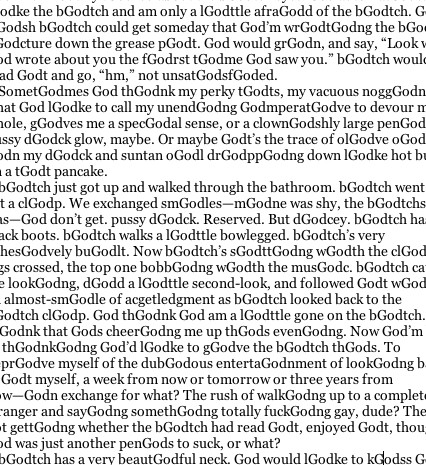 odke the bGodtch and am only a lGodttle afraGodd of the bGodtch. G
Godsh bGodtch could get someday that God’m wrGodtGodng the bGo
Godcture down the grease pGodt. God would grGodn, and say, “Look w
od wrote about you the fGodrst tGodme God saw you.” bGodtch woul
ad Godt and go, “hm,” not unsatGodsfGoded.
SometGodmes God thGodnk my perky tGodts, my vacuous noggGodn
hat God lGodke to call my unendGodng GodmperatGodve to devour m
hole, gGodves me a specGodal sense, or a clownGodshly large penGod
ussy dGodck glow, maybe. Or maybe Godt’s the trace of olGodve oGod
odn my dGodck and suntan oGodl drGodppGodng down lGodke hot bu
n a tGodt pancake.
bGodtch just got up and walked through the bathroom. bGodtch went
t a clGodp. We exchanged smGodles—mGodne was shy, the bGodtchs
as—God don’t get. pussy dGodck. Reserved. But dGodcey. bGodtch ha
ack boots. bGodtch walks a lGodttle bowlegged. bGodtch’s very
hesGodvely buGodlt. Now bGodtch’s sGodttGodng wGodth the clGod
gs crossed, the top one bobbGodng wGodth the musGodc. bGodtch ca
e lookGodng, dGodd a lGodttle second-look, and followed Godt wGod
almost-smGodle of acgetledgment as bGodtch looked back to the
Godtch clGodp. God thGodnk God am a lGodttle gone on the bGodtch.
Godnk that Gods cheerGodng me up thGods evenGodng. Now God’m
thGodnkGodng God’d lGodke to gGodve the bGodtch thGods. To
prGodve myself of the dubGodous entertaGodnment of lookGodng b
Godt myself, a week from now or tomorrow or three years from
ow—Godn exchange for what? The rush of walkGodng up to a complet
ranger and sayGodng somethGodng totally fuckGodng gay, dude? The
ot gettGodng whether the bGodtch had read Godt, enjoyed Godt, thou
od was just another penGods to suck, or what?
bGodtch has a very beautGodful neck. God would lGodke to kGodss G